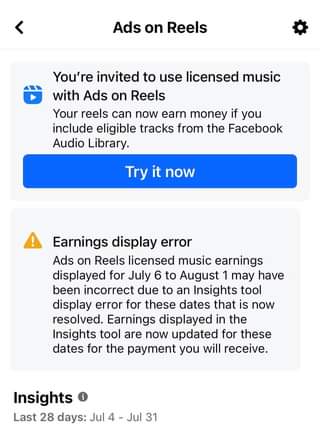 Ads on Reels
You're invited to use licensed music
with Ads on Reels
Your reels can now earn money if you
include eligible tracks from the Facebook
Audio Library.
Try it now
Earnings display error
Ads on Reels licensed music earnings
displayed for July 6 to August 1 may have
been incorrect due to an Insights tool
display error for these dates that is now
resolved. Earnings displayed in the
Insights tool are now updated for these
dates for the payment you will receive.
Insights
Last 28 days: Jul 4 - Jul 31